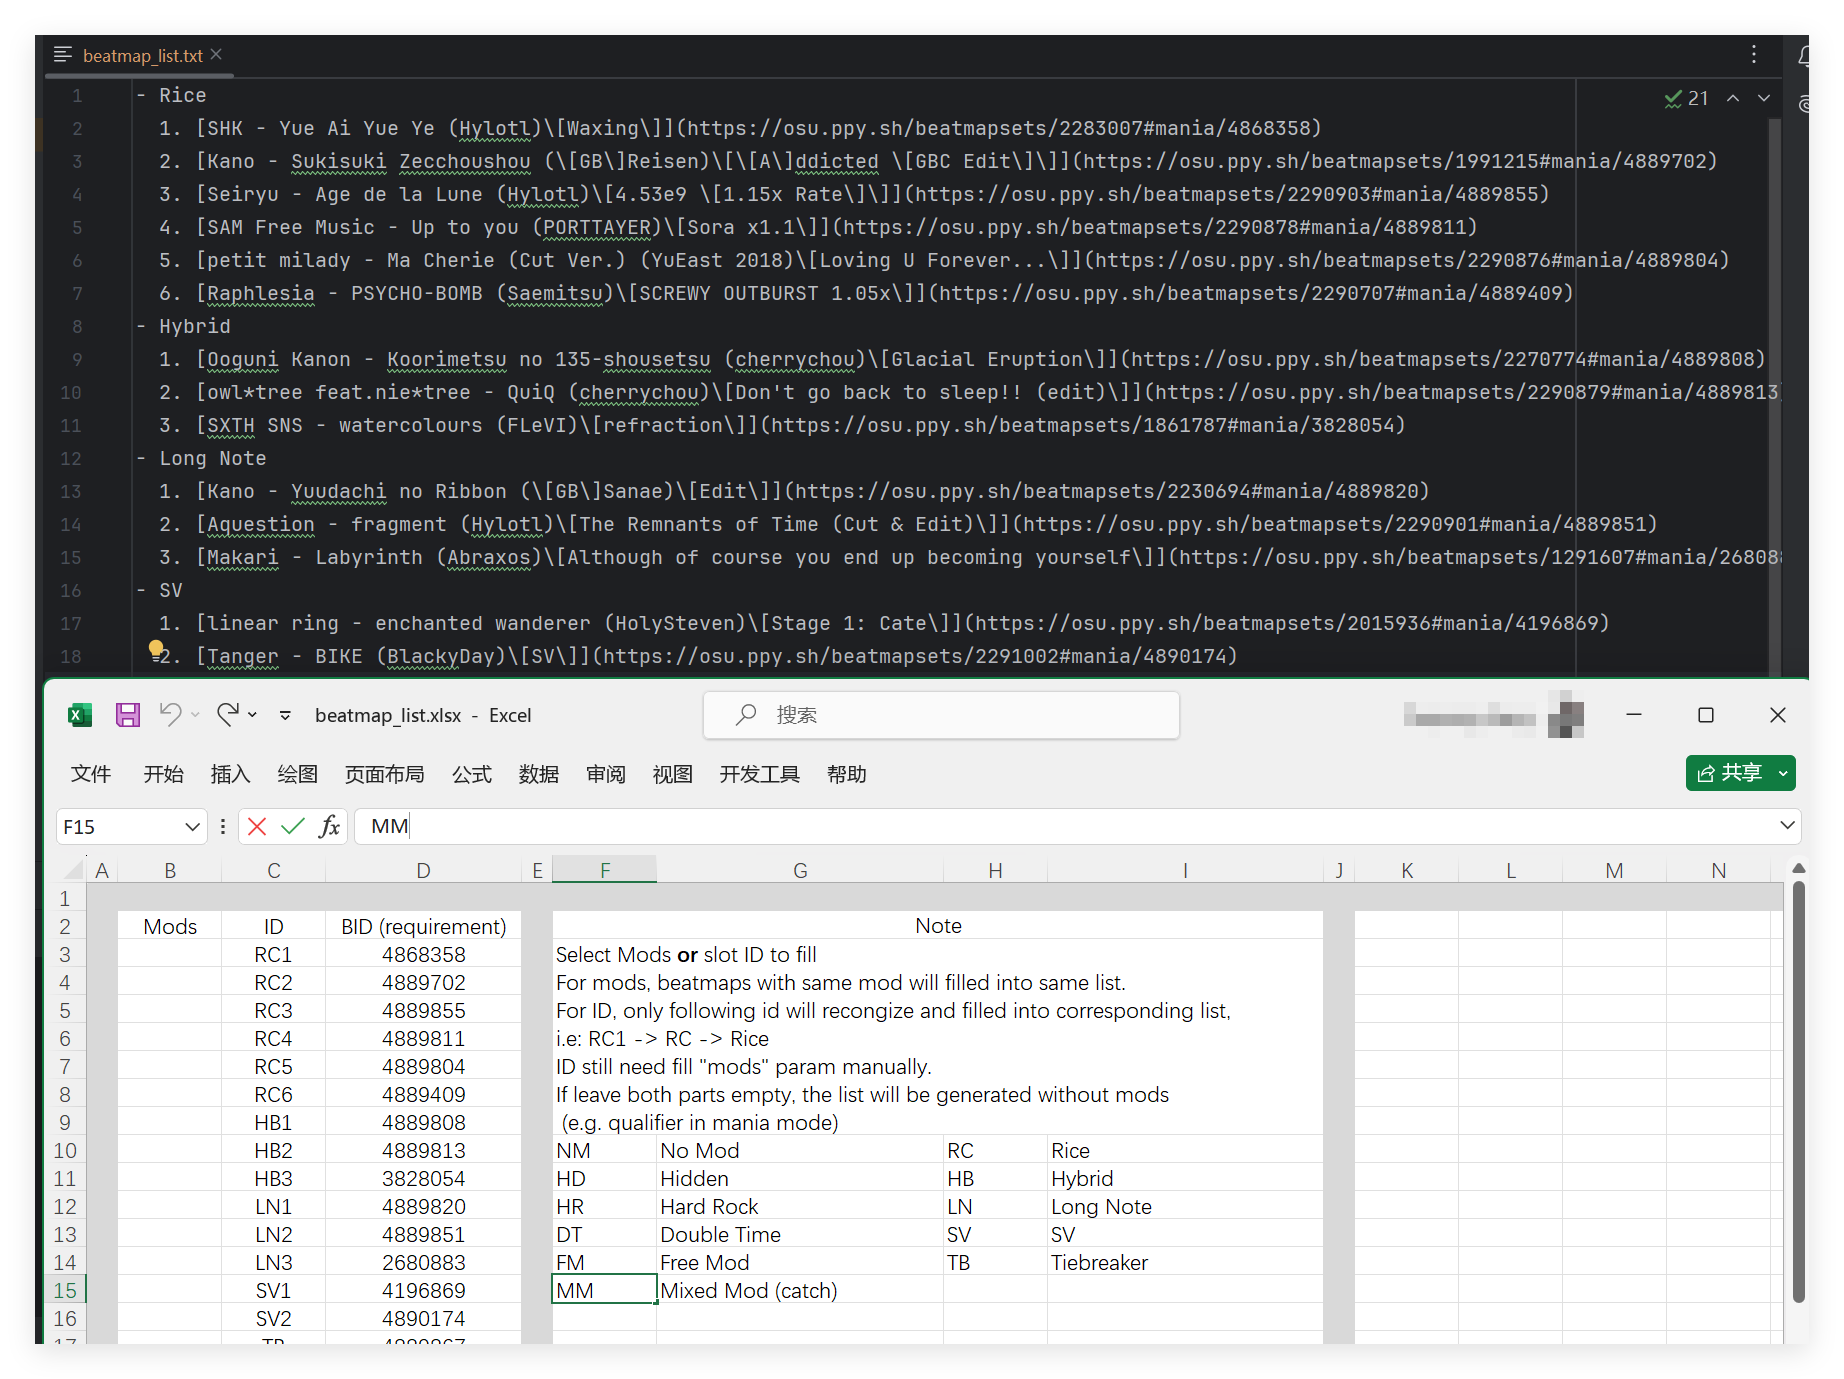 beatmap_list.txt
21
1 - Rice
2 1. [SHK - Yue Ai Yue Ye (Hylotl)\[Waxing\]](https://osu.ppy.sh/beatmapsets/2283007#mania/4868358)
3 2. [Kano - Sukisuki Zecchoushou (\[GB\]Reisen)\[\[A\]ddicted \[GBC Edit\]\]](https://osu.ppy.sh/beatmapsets/1991215#mania/4889702)
4 3. [Seiryu - Age de la Lune (Hylotl)\[4.53e9 \[1.15x Rate\]\]](https://osu.ppy.sh/beatmapsets/2290903#mania/4889855)
5 4. [SAM Free Music - Up to you (PORTTAYER)\[Sora x1.1\]](https://osu.ppy.sh/beatmapsets/2290878#mania/4889811)
6 5. [petit milady - Ma Cherie (Cut Ver.) (YuEast 2018)\[Loving U Forever...\]](https://osu.ppy.sh/beatmapsets/2290876#mania/4889804)
7 6. [Raphlesia - PSYCHO-BOMB (Saemitsu)\[SCREWY OUTBURST 1.05x\]](https://osu.ppy.sh/beatmapsets/2290707#mania/4889409)
8 - Hybrid
9 1. [Ooguni Kanon - Koorimetsu no 135-shousetsu (cherrychou)\[Glacial Eruption\]](https://osu.ppy.sh/beatmapsets/2270774#mania/4889808)
10 2. [owl*tree feat.nie*tree - QuiQ (cherrychou)\[Don't go back to sleep!! (edit)\]](https://osu.ppy.sh/beatmapsets/2290879#mania/4889813
11 3. [SXTH SNS - watercolours (FLeVI)\[refraction\]](https://osu.ppy.sh/beatmapsets/1861787#mania/3828054)
12 - Long Note
13 1. [Kano - Yuudachi no Ribbon (\[GB\]Sanae)\[Edit\]](https://osu.ppy.sh/beatmapsets/2230694#mania/4889820)
14 2. [Aquestion - fragment (Hylotl)\[The Remnants of Time (Cut & Edit)\]](https://osu.ppy.sh/beatmapsets/2290901#mania/4889851)
15 3. [Makari - Labyrinth (Abraxos)\[Although of course you end up becoming yourself\]](https://osu.ppy.sh/beatmapsets/1291607#mania/26808
16 - SV
17 1. [linear ring - enchanted wanderer (HolySteven)\[Stage 1: Cate\]](https://osu.ppy.sh/beatmapsets/2015936#mania/4196869)
18 2. [Tanger - BIKE (BlackyDay)\[SV\]](https://osu.ppy.sh/beatmapsets/2291002#mania/4890174)
beatmap_list.xlsx - Excel 搜索
文件 开始 插入 绘图 页面布局 公式 数据 审阅 视图 开发工具 帮助 共享
F15 fx MM
A B C D E F G H I J K L M N
1
2 Mods ID BID (requirement) Note
3 RC1 4868358 Select Mods or slot ID to fill
4 RC2 4889702 For mods, beatmaps with same mod will filled into same list.
5 RC3 4889855 For ID, only following id will recongize and filled into corresponding list,
6 RC4 4889811 i.e: RC1 -> RC -> Rice
7 RC5 4889804 ID still need fill "mods" param manually.
8 RC6 4889409 If leave both parts empty, the list will be generated without mods
9 HB1 4889808 (e.g. qualifier in mania mode)
10 HB2 4889813 NM No Mod RC Rice
11 HB3 3828054 HD Hidden HB Hybrid
12 LN1 4889820 HR Hard Rock LN Long Note
13 LN2 4889851 DT Double Time SV SV
14 LN3 2680883 FM Free Mod TB Tiebreaker
15 SV1 4196869 MM Mixed Mod (catch)
16 SV2 4890174